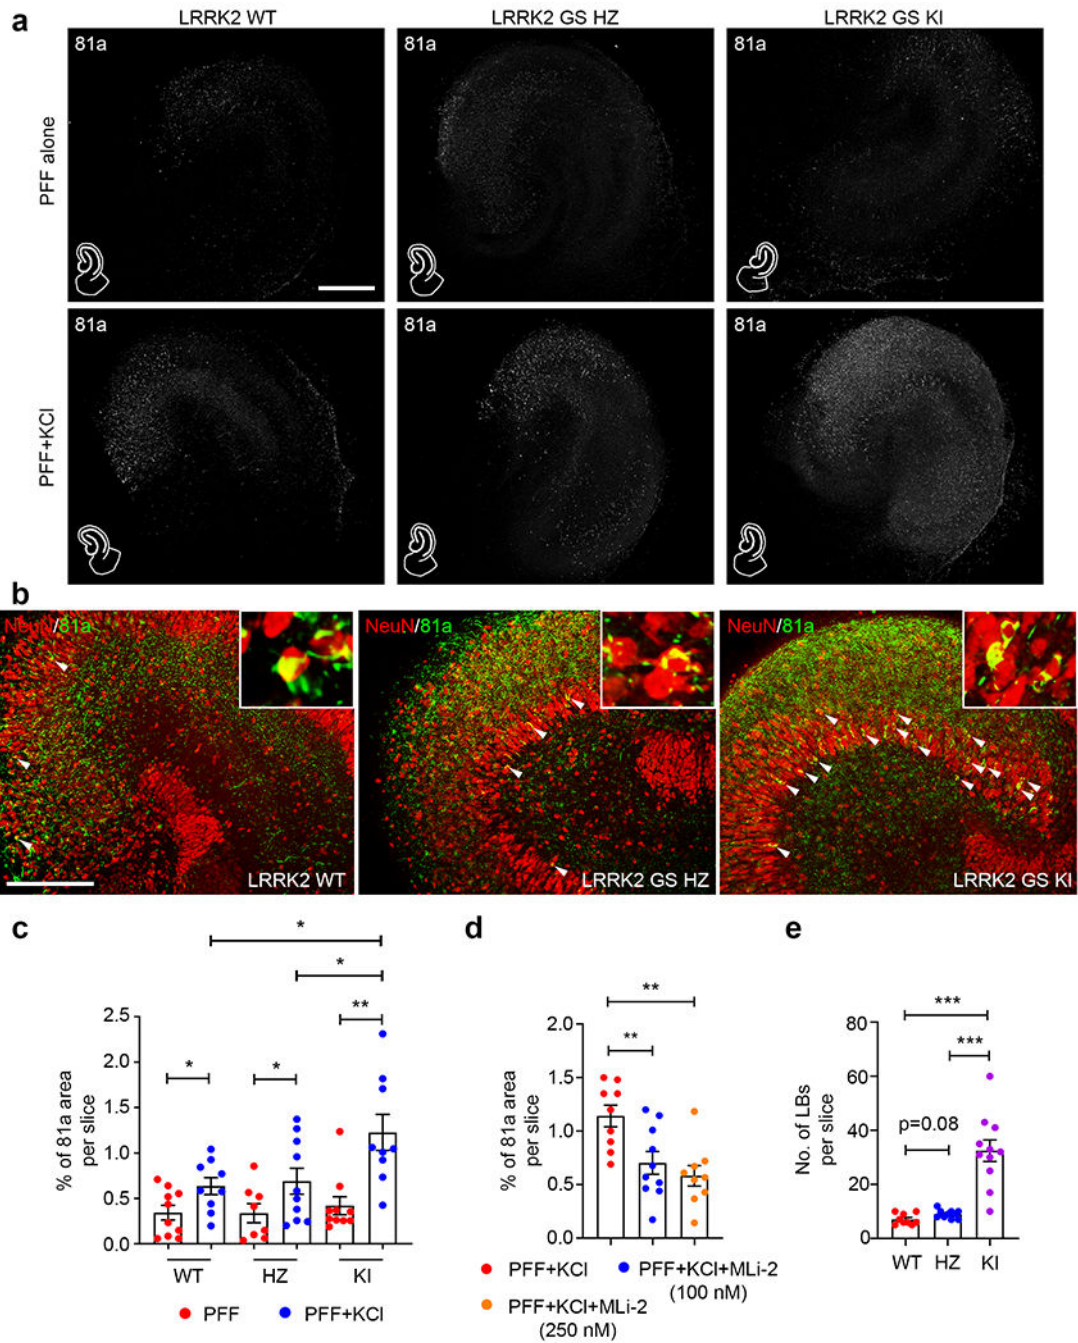 a
LRRK2 WT
LRRK2 GS HZ
LRRK2 GS KI
PFF alone
81a
81a
81a
PFF+KCl
81a
81a
81a
b
NeuN/81a
LRRK2 WT
NeuN/81a
LRRK2 GS HZ
NeuN/81a
LRRK2 GS KI
c
% of 81a area
per slice
2.5
2.0
1.5
1.0
0.5
0.0
*
*
*
*
**
WT
HZ
KI
PFF
PFF+KCl
d
% of 81a area
per slice
2.0
1.5
1.0
0.5
0.0
**
**
PFF+KCl
PFF+KCl+MLi-2
(100 nM)
PFF+KCl+MLi-2
(250 nM)
e
No. of LBs
per slice
80
60
40
20
0
***
***
p=0.08
WT
HZ
KI